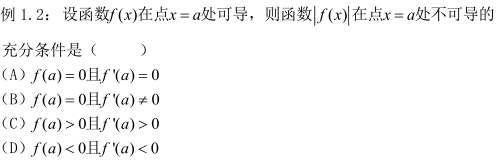 例 1.2：设函数f(x)在点x = a处可导，则函数|f(x)|在点x = a处不可导的
充分条件是（　　）
（A）f(a) = 0且f '(a) = 0
（B）f(a) = 0且f '(a) ≠ 0
（C）f(a) > 0且f '(a) > 0
（D）f(a) < 0且f '(a) < 0